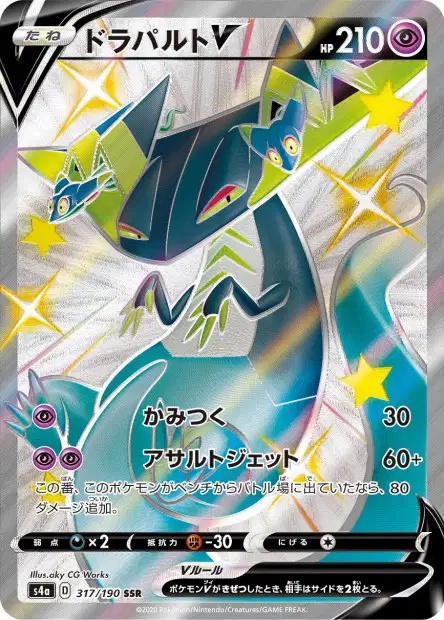 たね ドラパルトV HP 210
かみつく 30
アサルトジェット 60+
この番、このポケモンがベンチからバトル場に出ていたなら、80
ダメージ追加。
弱点 ×2 抵抗力 -30 にげる
Illus.aky CG Works
Vルール
s4a D 317/190 SSR ポケモンVがきぜつしたとき、相手はサイドを2枚とる。
©2020 Pokémon/Nintendo/Creatures/GAME FREAK.